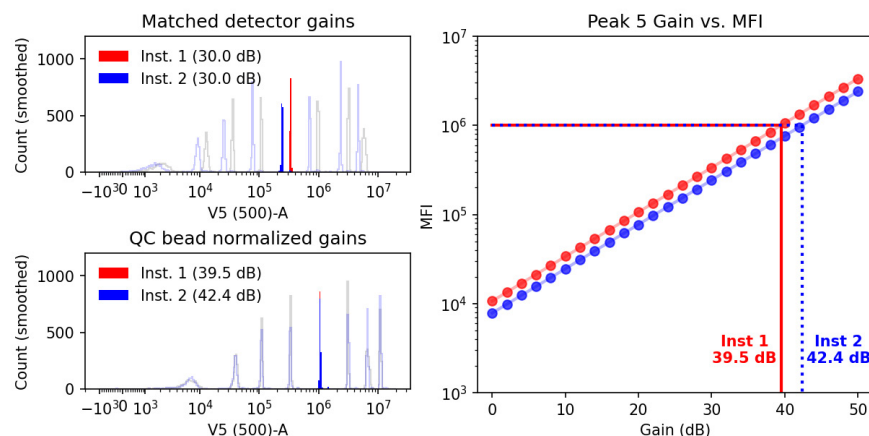 Matched detector gains
Count (smoothed)
1000
500
0
Inst. 1 (30.0 dB)
Inst. 2 (30.0 dB)
−10³0 10³ 10⁴ 10⁵ 10⁶ 10⁷
V5 (500)-A
QC bead normalized gains
Count (smoothed)
1000
500
0
Inst. 1 (39.5 dB)
Inst. 2 (42.4 dB)
−10³0 10³ 10⁴ 10⁵ 10⁶ 10⁷
V5 (500)-A
Peak 5 Gain vs. MFI
MFI
10⁷
10⁶
10⁵
10⁴
10³
Inst 1
39.5 dB
Inst 2
42.4 dB
0 10 20 30 40 50
Gain (dB)